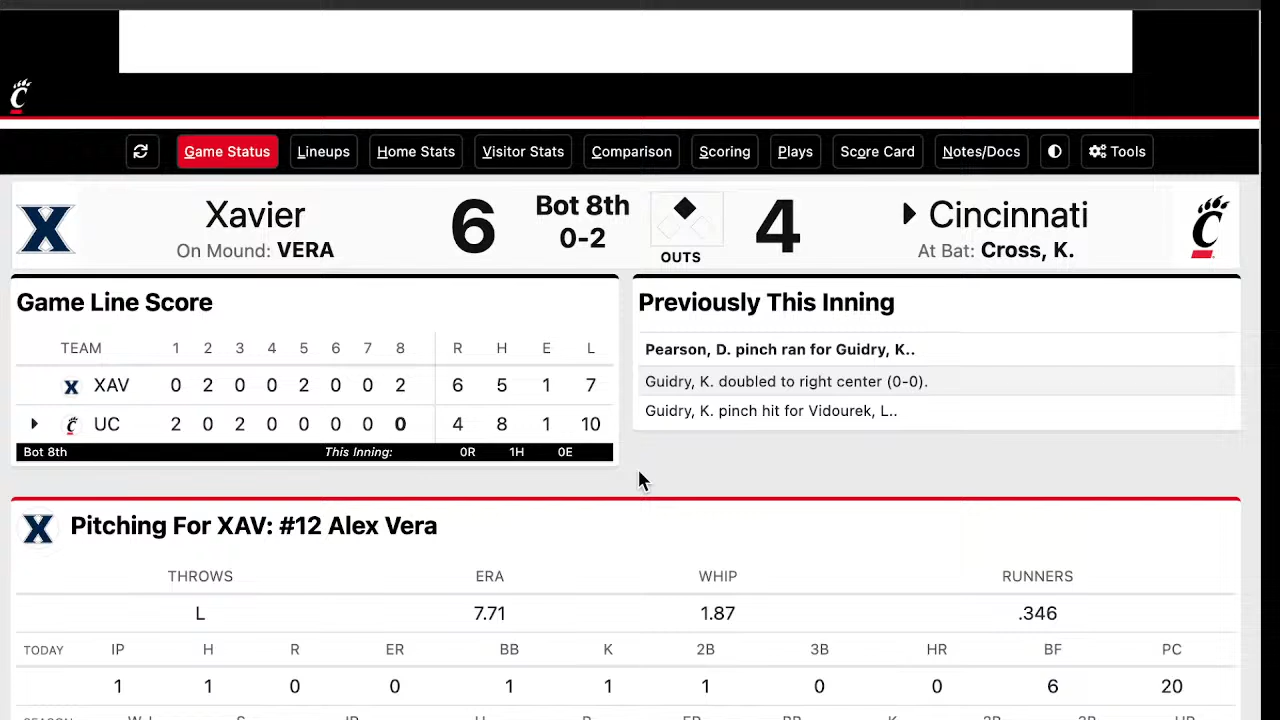 Game Status Lineups Home Stats Visitor Stats Comparison Scoring Plays Score Card Notes/Docs Tools
Xavier 6 Bot 8th 4 Cincinnati
On Mound: VERA 0-2 OUTS At Bat: Cross, K.
Game Line Score
TEAM 1 2 3 4 5 6 7 8 R H E L
XAV 0 2 0 0 2 0 0 2 6 5 1 7
UC 2 0 2 0 0 0 0 0 4 8 1 10
Bot 8th This Inning: 0R 1H 0E
Previously This Inning
Pearson, D. pinch ran for Guidry, K..
Guidry, K. doubled to right center (0-0).
Guidry, K. pinch hit for Vidourek, L..
Pitching For XAV: #12 Alex Vera
THROWS ERA WHIP RUNNERS
L 7.71 1.87 .346
TODAY IP H R ER BB K 2B 3B HR BF PC
1 1 0 0 1 1 1 0 0 6 20